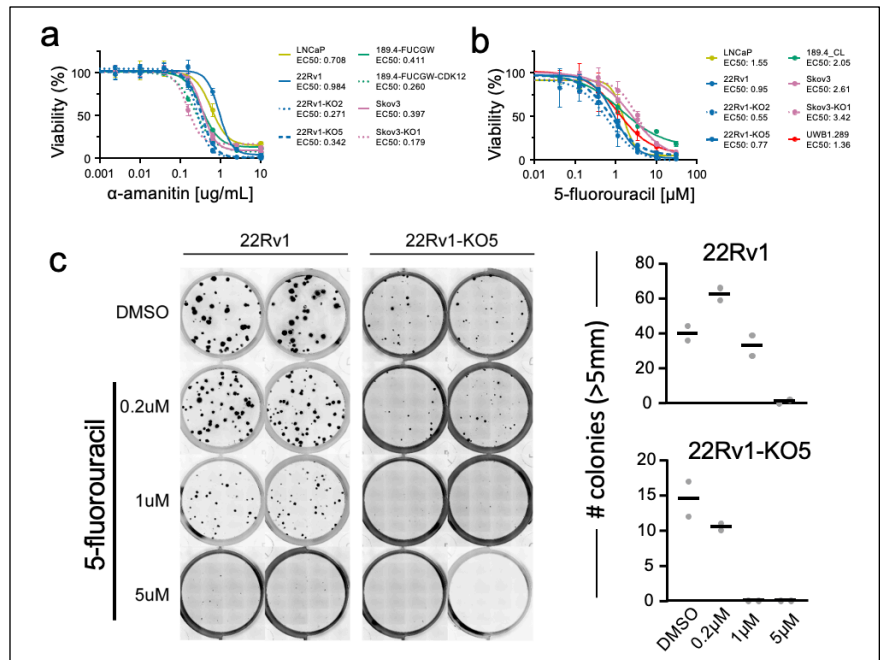 a
Viability (%)
100
50
0
0.001
0.01
0.1
1
10
α-amanitin [ug/mL]
LNCaP
EC50: 0.708
22Rv1
EC50: 0.984
22Rv1-KO2
EC50: 0.271
22Rv1-KO5
EC50: 0.342
189.4-FUCGW
EC50: 0.411
189.4-FUCGW-CDK12
EC50: 0.260
Skov3
EC50: 0.397
Skov3-KO1
EC50: 0.179
b
Viability (%)
100
50
0
0.001
0.01
0.1
1
10
100
5-fluorouracil [µM]
LNCaP
EC50: 1.55
22Rv1
EC50: 0.95
22Rv1-KO2
EC50: 0.55
22Rv1-KO5
EC50: 0.77
189.4_CL
EC50: 2.05
Skov3
EC50: 2.61
Skov3-KO1
EC50: 3.42
UWB1.289
EC50: 1.36
c
22Rv1
22Rv1-KO5
DMSO
0.2uM
1uM
5uM
5-fluorouracil
# colonies (>5mm)
22Rv1
80
60
40
20
0
22Rv1-KO5
20
15
10
5
0
DMSO
0.2µM
1µM
5µM